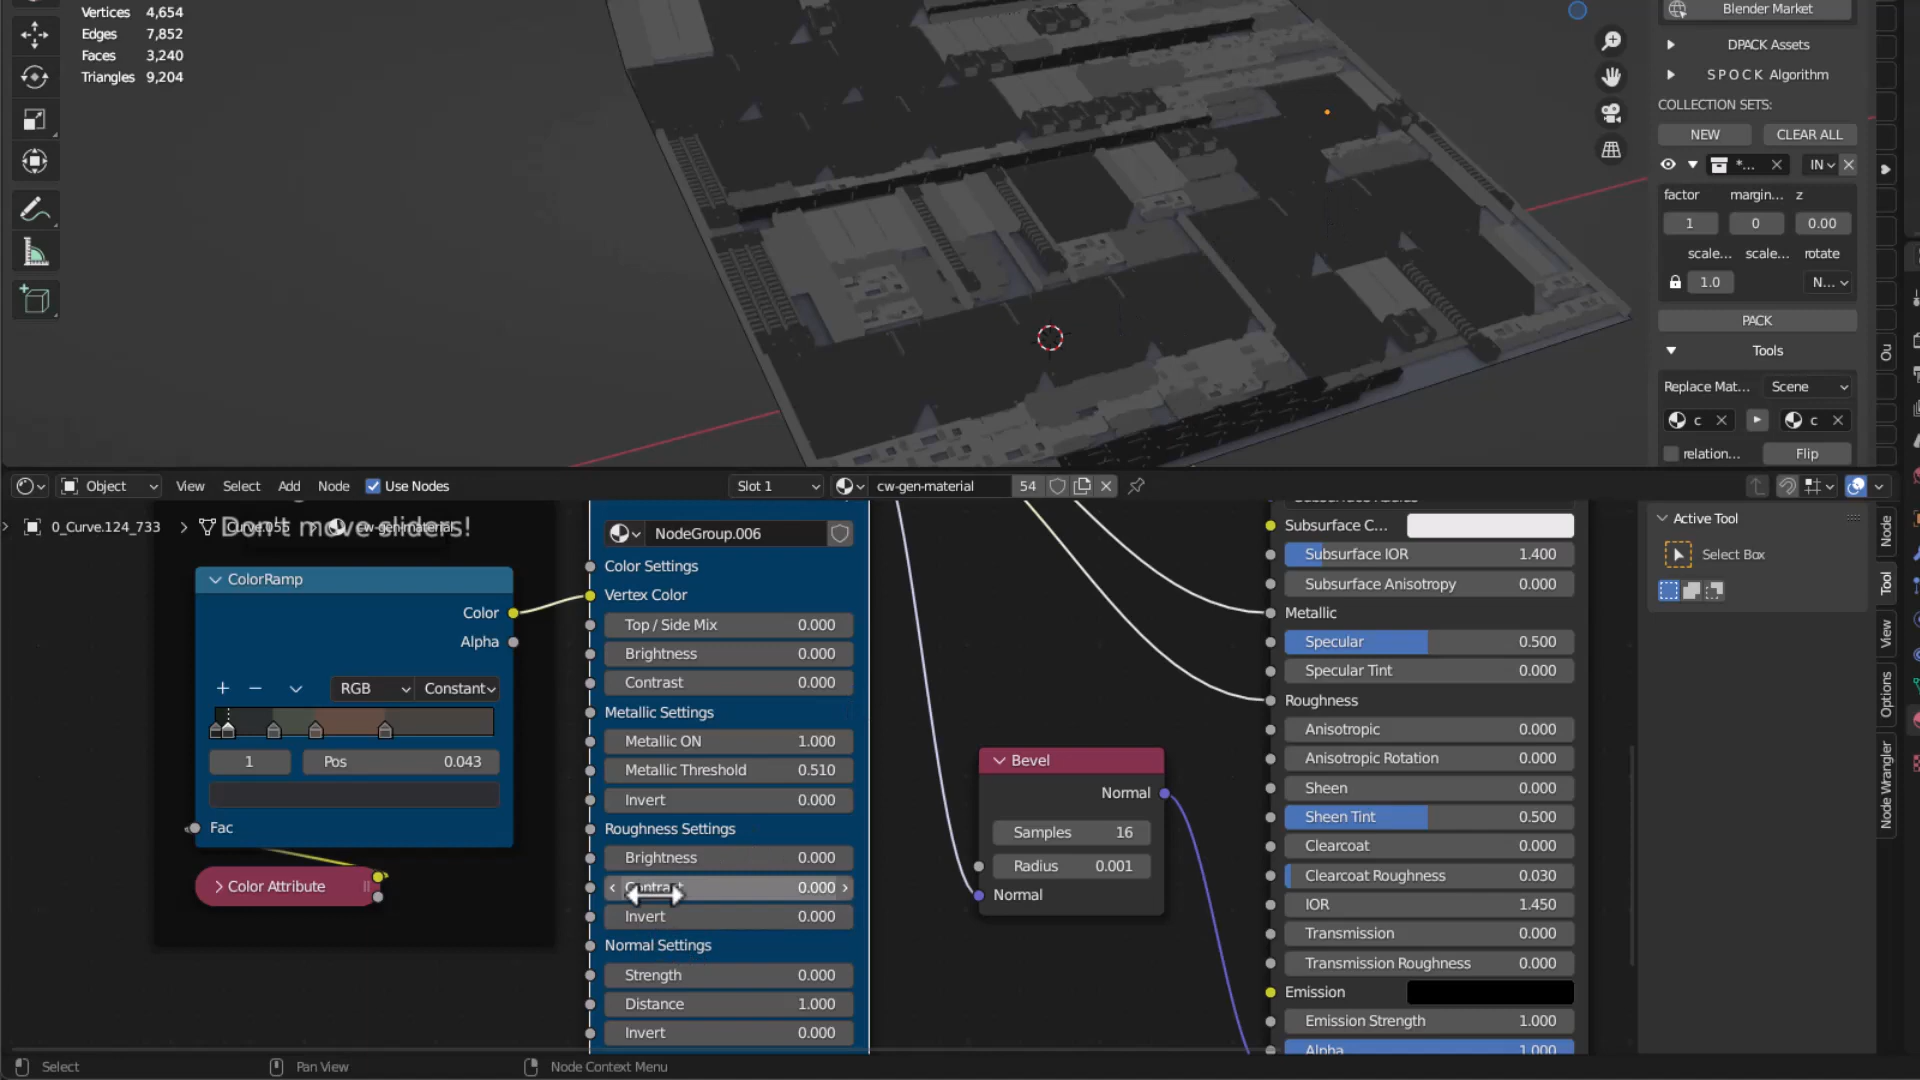 Vertices 4,654
Edges 7,852
Faces 3,240
Triangles 9,204
Blender Market
DPACK Assets
S P O C K Algorithm
COLLECTION SETS:
NEW CLEAR ALL
*... IN
factor margin... z
1 0 0.00
scale... scale... rotate
1.0 N...
PACK
Tools
Replace Mat... Scene
c c
relation... Flip
Ou
Object View Select Add Node Use Nodes Slot 1 cw-gen-material 54
0_Curve.124_733 Curve.055 cw-gen-material
Don't move sliders!
ColorRamp
Color
Alpha
RGB Constant
1 Pos 0.043
Fac
Color Attribute
NodeGroup.006
Color Settings
Vertex Color
Top / Side Mix 0.000
Brightness 0.000
Contrast 0.000
Metallic Settings
Metallic ON 1.000
Metallic Threshold 0.510
Invert 0.000
Roughness Settings
Brightness 0.000
Contrast 0.000
Invert 0.000
Normal Settings
Strength 0.000
Distance 1.000
Invert 0.000
Bevel
Normal
Samples 16
Radius 0.001
Normal
Subsurface C...
Subsurface IOR 1.400
Subsurface Anisotropy 0.000
Metallic
Specular 0.500
Specular Tint 0.000
Roughness
Anisotropic 0.000
Anisotropic Rotation 0.000
Sheen 0.000
Sheen Tint 0.500
Clearcoat 0.000
Clearcoat Roughness 0.030
IOR 1.450
Transmission 0.000
Transmission Roughness 0.000
Emission
Emission Strength 1.000
Alpha 1.000
Active Tool
Select Box
Node
Tool
View
Options
Node Wrangler
Select Pan View Node Context Menu